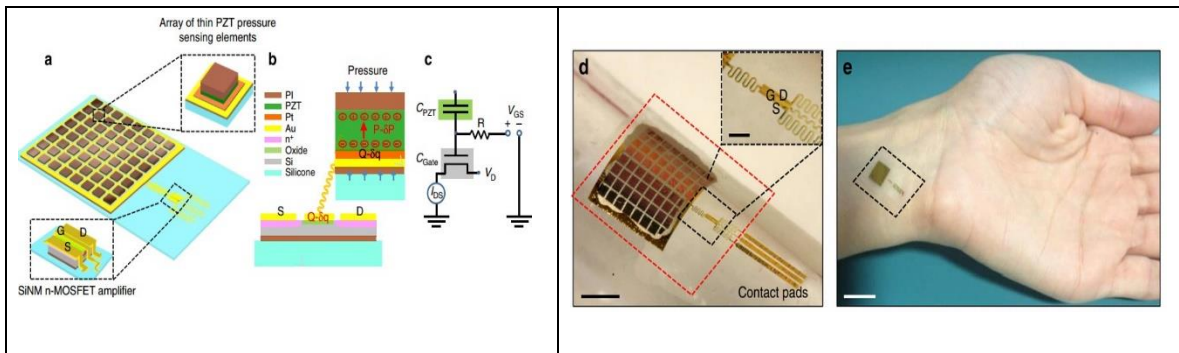 Array of thin PZT pressure
sensing elements
a
b
Pressure
c
PI
PZT
Pt
Au
n⁺
Oxide
Si
Silicone
P-δP
Q-δq
C_PZT
R
V_GS
+
−
C_Gate
V_D
I_DS
S
Q-δq
D
G
D
S
SiNM n-MOSFET amplifier
d
G D
S
Contact pads
e